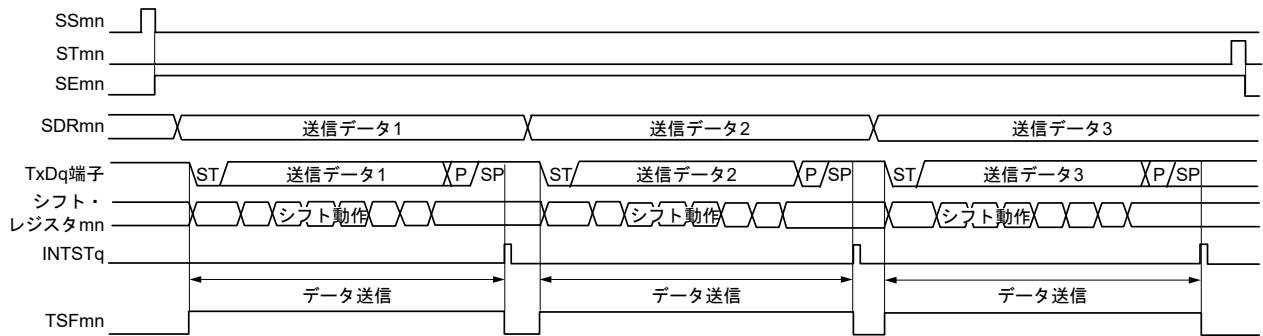 SSmn
STmn
SEmn
SDRmn 送信データ1 送信データ2 送信データ3
TxDq端子 ST 送信データ1 P SP ST 送信データ2 P SP ST 送信データ3 P SP
シフト・
レジスタmn シフト動作 シフト動作 シフト動作
INTSTq
データ送信 データ送信 データ送信
TSFmn